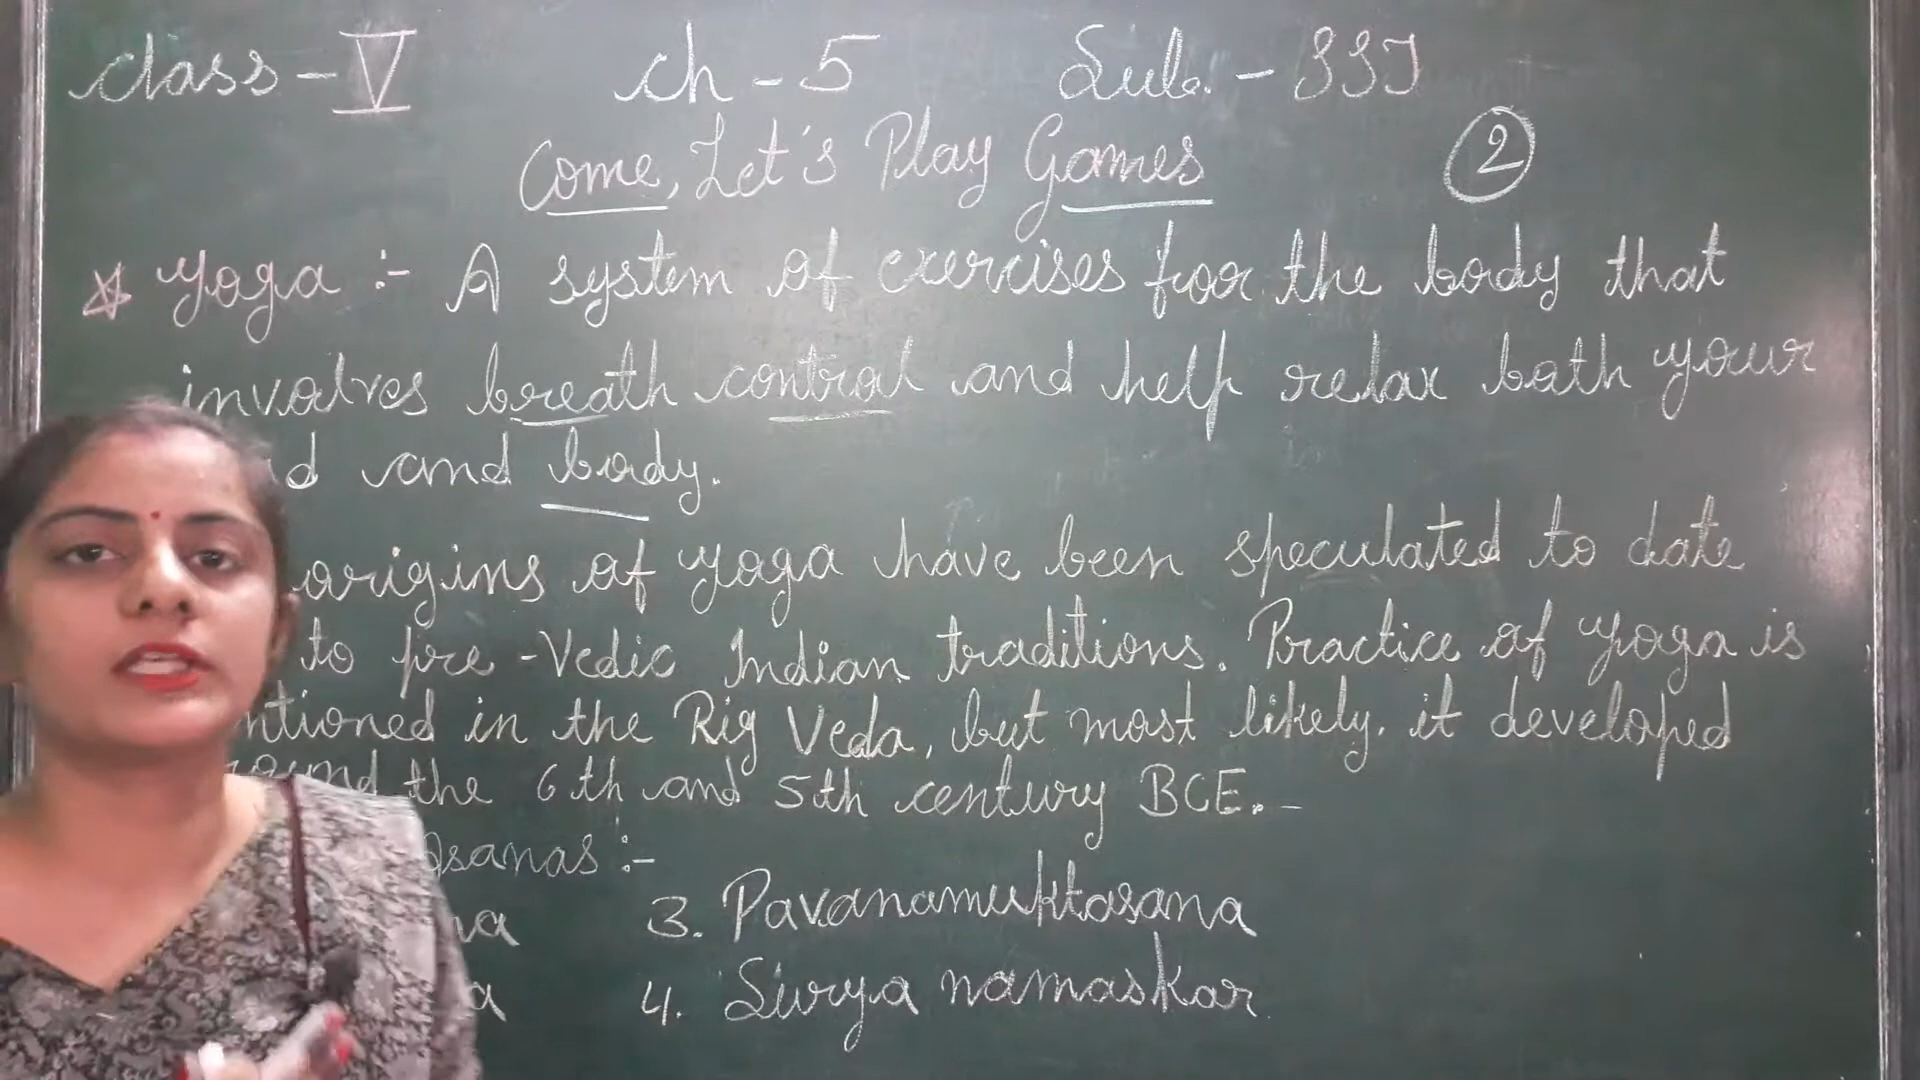 class - V ch - 5 Sub. - SST
Come, Let's Play Games 2
Yoga :- A system of exercises for the body that
involves breath control and help relax both your
and body.
origins of yoga have been speculated to date
to pre-Vedic Indian traditions. Practice of yoga is
in the Rig Veda, but most likely. it developed
the 6th and 5th century BCE.
3. Pavanamuktasana
4. Surya namaskar